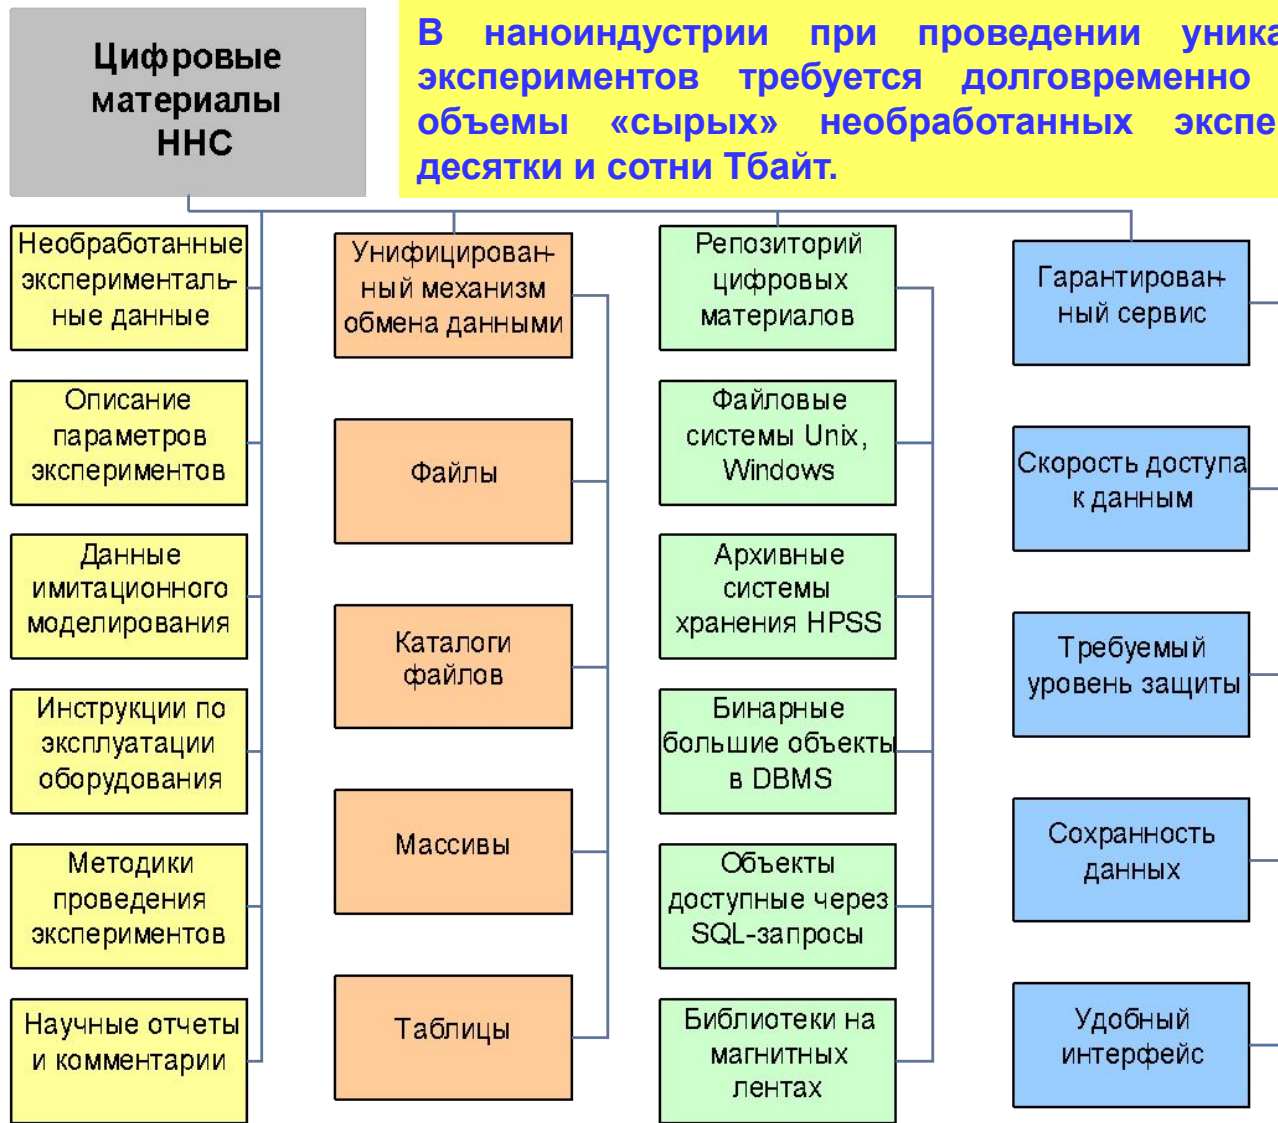 Цифровые
материалы
ННС
В наноиндустрии при проведении
экспериментов требуется долговременно
объемы «сырых» необработанных
десятки и сотни Тбайт.
Необработанные
эксперименталь-
ные данные
Описание
параметров
экспериментов
Данные
имитационного
моделирования
Инструкции по
эксплуатации
оборудования
Методики
проведения
экспериментов
Научные отчеты
и комментарии
Унифицирован-
ный механизм
обмена данными
Файлы
Каталоги
файлов
Массивы
Таблицы
Репозиторий
цифровых
материалов
Файловые
системы Unix,
Windows
Архивные
системы
хранения HPSS
Бинарные
большие объекты
в DBMS
Объекты
доступные через
SQL-запросы
Библиотеки на
магнитных
лентах
Гарантирован-
ный сервис
Скорость доступа
к данным
Требуемый
уровень защиты
Сохранность
данных
Удобный
интерфейс